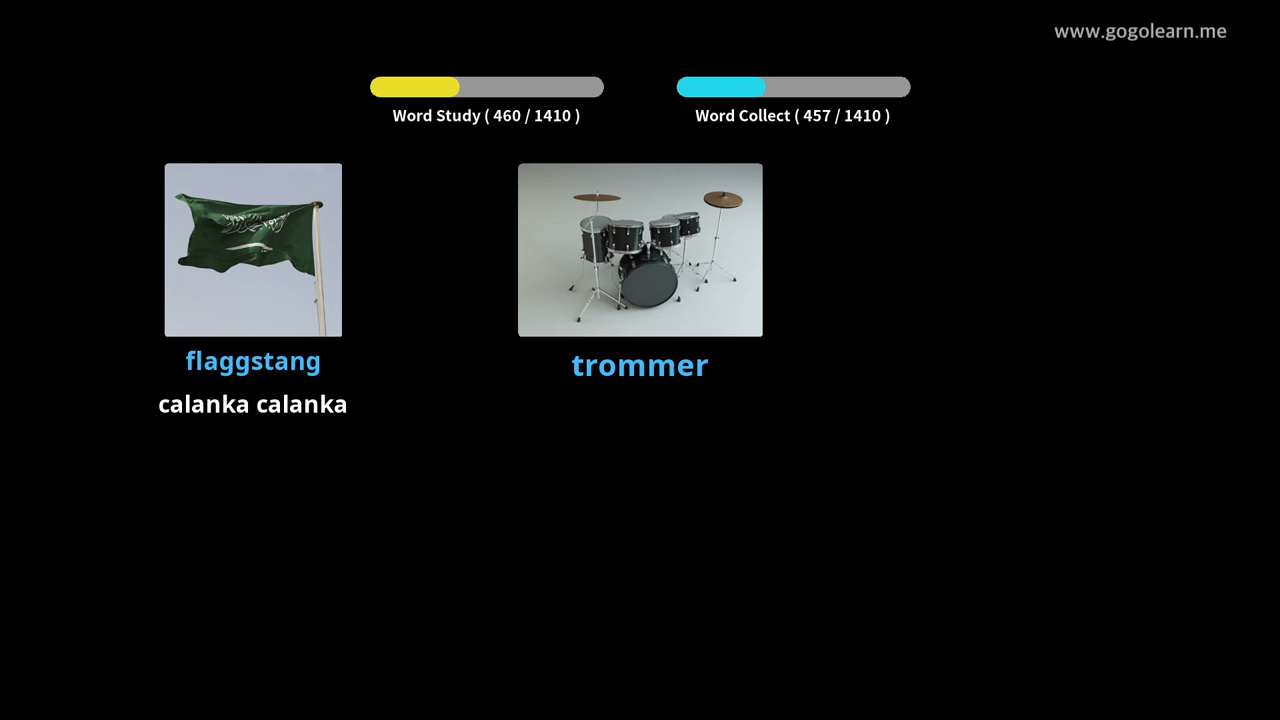 www.gogolearn.me
Word Study ( 460 / 1410 )
Word Collect ( 457 / 1410 )
flaggstang
calanka calanka
trommer